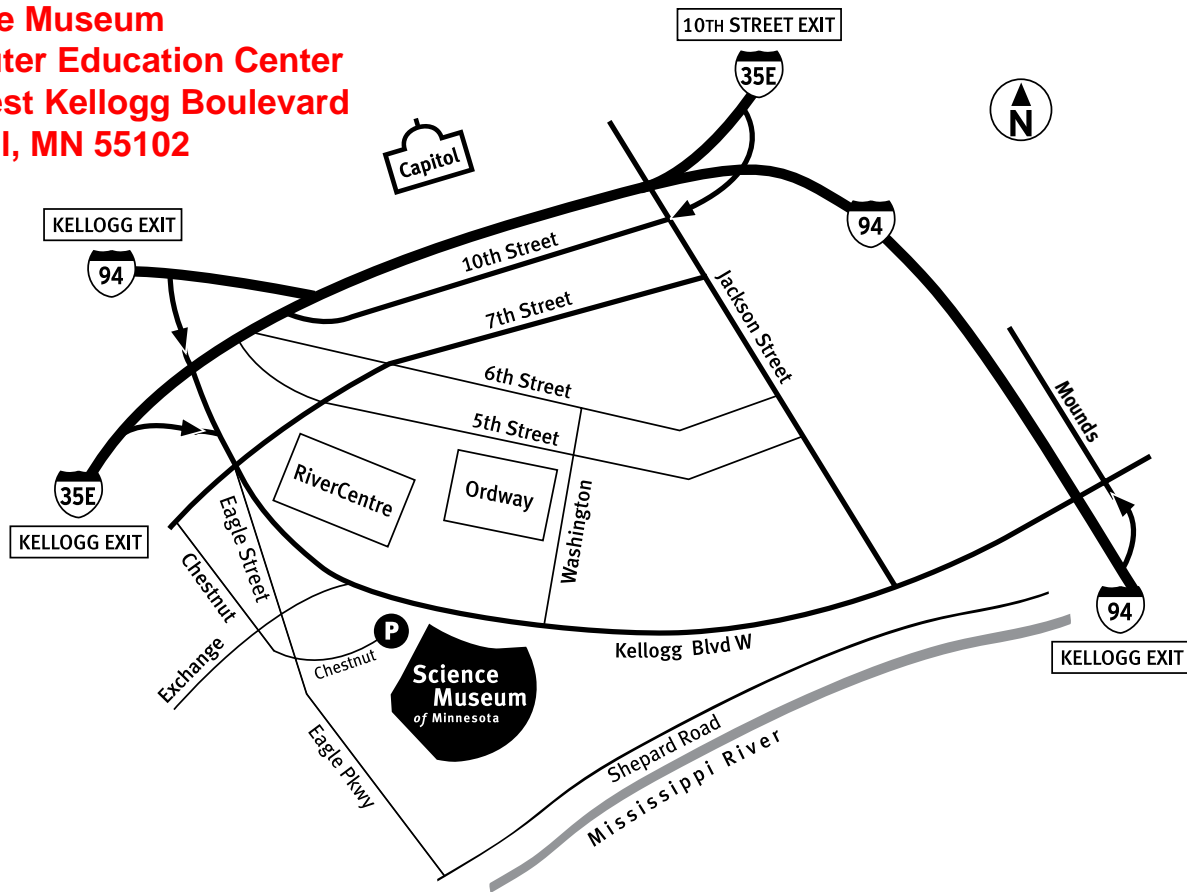 e Museum
ter Education Center
est Kellogg Boulevard
l, MN 55102
10TH STREET EXIT
35E
N
Capitol
KELLOGG EXIT
94
94
10th Street
7th Street
Jackson Street
6th Street
5th Street
Mounds
RiverCentre
Ordway
Washington
35E
KELLOGG EXIT
Eagle Street
Chestnut
Exchange
P
Chestnut
Kellogg Blvd W
94
KELLOGG EXIT
Science
Museum
of Minnesota
Eagle Pkwy
Shepard Road
Mississippi River